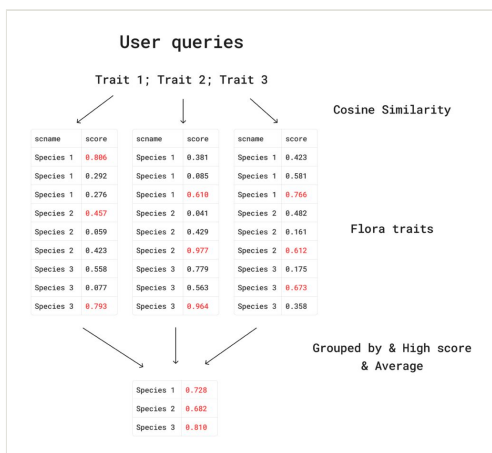 User queries
Trait 1; Trait 2; Trait 3
Cosine Similarity
scname score
Species 1 0.806
Species 1 0.292
Species 1 0.276
Species 2 0.457
Species 2 0.059
Species 2 0.423
Species 3 0.558
Species 3 0.077
Species 3 0.793
scname score
Species 1 0.381
Species 1 0.085
Species 1 0.610
Species 2 0.041
Species 2 0.429
Species 2 0.977
Species 3 0.779
Species 3 0.563
Species 3 0.964
scname score
Species 1 0.423
Species 1 0.581
Species 1 0.766
Species 2 0.482
Species 2 0.161
Species 2 0.612
Species 3 0.175
Species 3 0.673
Species 3 0.358
Flora traits
Grouped by & High score
& Average
Species 1 0.728
Species 2 0.682
Species 3 0.810